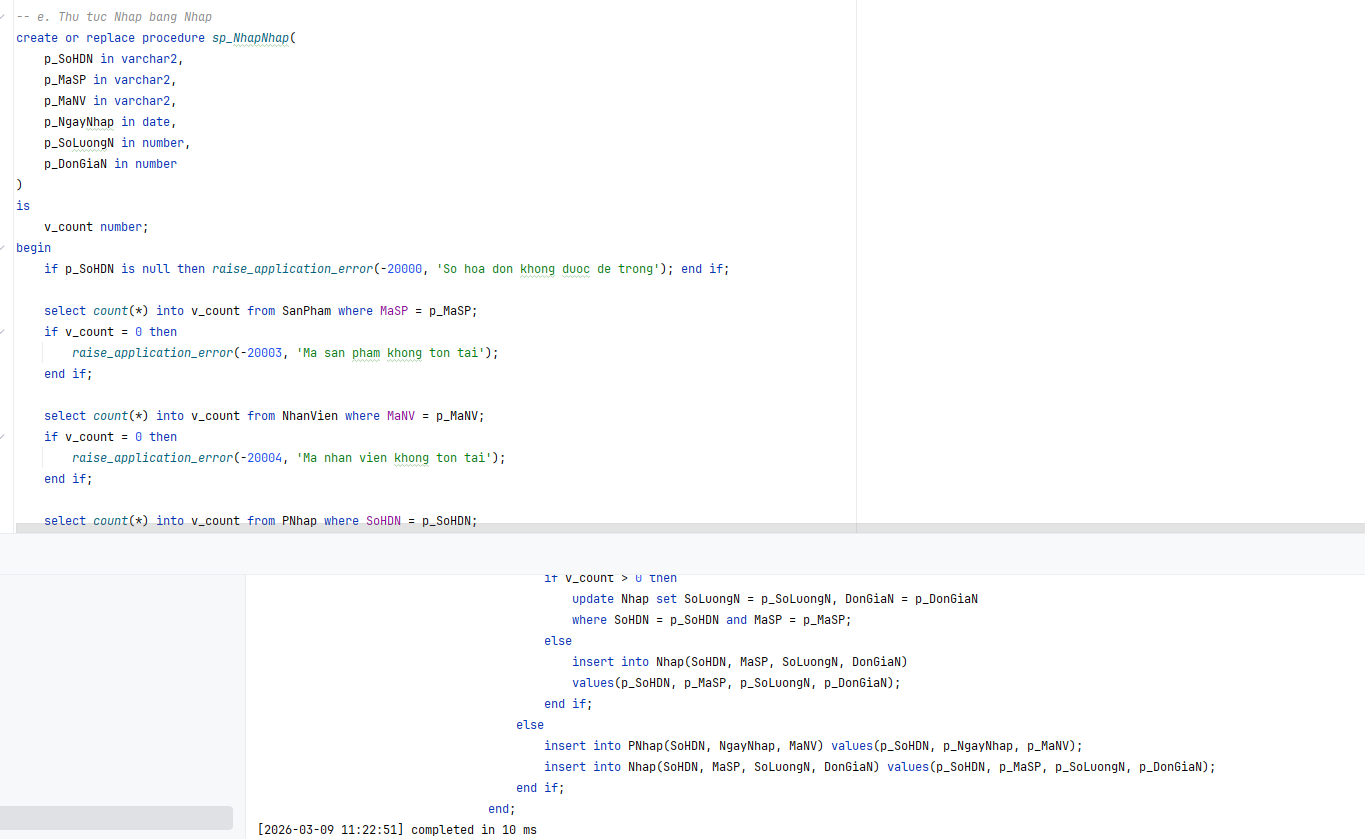 -- e. Thu tuc Nhap bang Nhap
create or replace procedure sp_NhapNhap(
    p_SoHDN in varchar2,
    p_MaSP in varchar2,
    p_MaNV in varchar2,
    p_NgayNhap in date,
    p_SoLuongN in number,
    p_DonGiaN in number
)
is
    v_count number;
begin
    if p_SoHDN is null then raise_application_error(-20000, 'So hoa don khong duoc de trong'); end if;
    select count(*) into v_count from SanPham where MaSP = p_MaSP;
    if v_count = 0 then
        raise_application_error(-20003, 'Ma san pham khong ton tai');
    end if;
    select count(*) into v_count from NhanVien where MaNV = p_MaNV;
    if v_count = 0 then
        raise_application_error(-20004, 'Ma nhan vien khong ton tai');
    end if;
    select count(*) into v_count from PNhap where SoHDN = p_SoHDN;
if v_count > 0 then
    update Nhap set SoLuongN = p_SoLuongN, DonGiaN = p_DonGiaN
    where SoHDN = p_SoHDN and MaSP = p_MaSP;
else
    insert into Nhap(SoHDN, MaSP, SoLuongN, DonGiaN)
    values(p_SoHDN, p_MaSP, p_SoLuongN, p_DonGiaN);
end if;
else
    insert into PNhap(SoHDN, NgayNhap, MaNV) values(p_SoHDN, p_NgayNhap, p_MaNV);
    insert into Nhap(SoHDN, MaSP, SoLuongN, DonGiaN) values(p_SoHDN, p_MaSP, p_SoLuongN, p_DonGiaN);
end if;
end;
[2026-03-09 11:22:51] completed in 10 ms